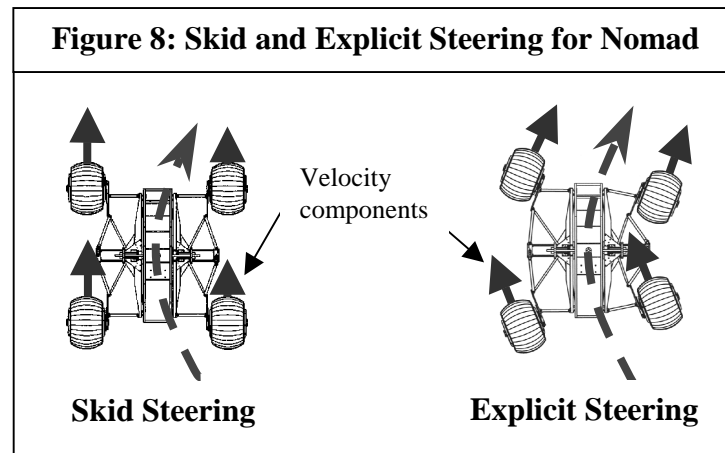 Figure 8: Skid and Explicit Steering for Nomad
Velocity
components
Skid Steering
Explicit Steering